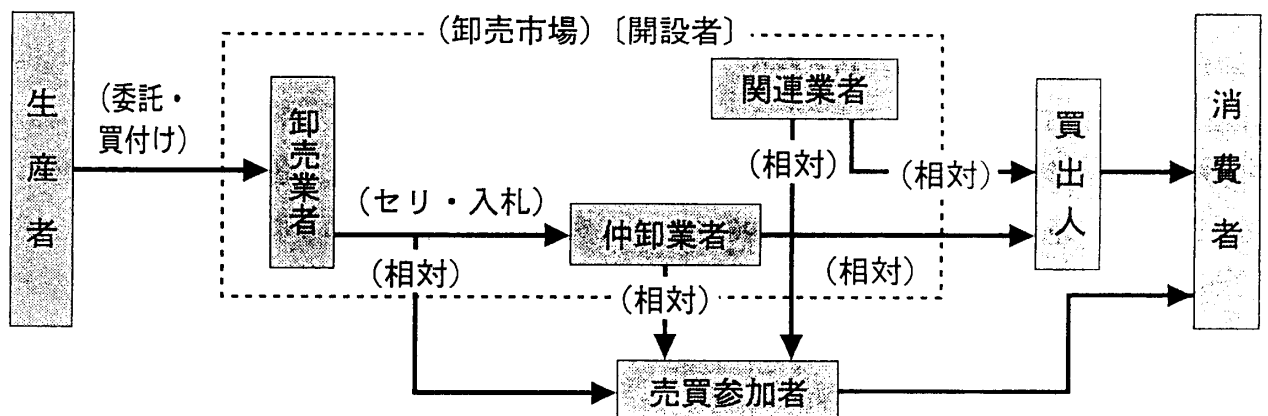 (卸売市場)〔開設者〕
生産者
(委託・
買付け)
卸売業者
(セリ・入札)
(相対)
仲卸業者
(相対)
関連業者
(相対)
(相対)
(相対)
買出人
消費者
売買参加者